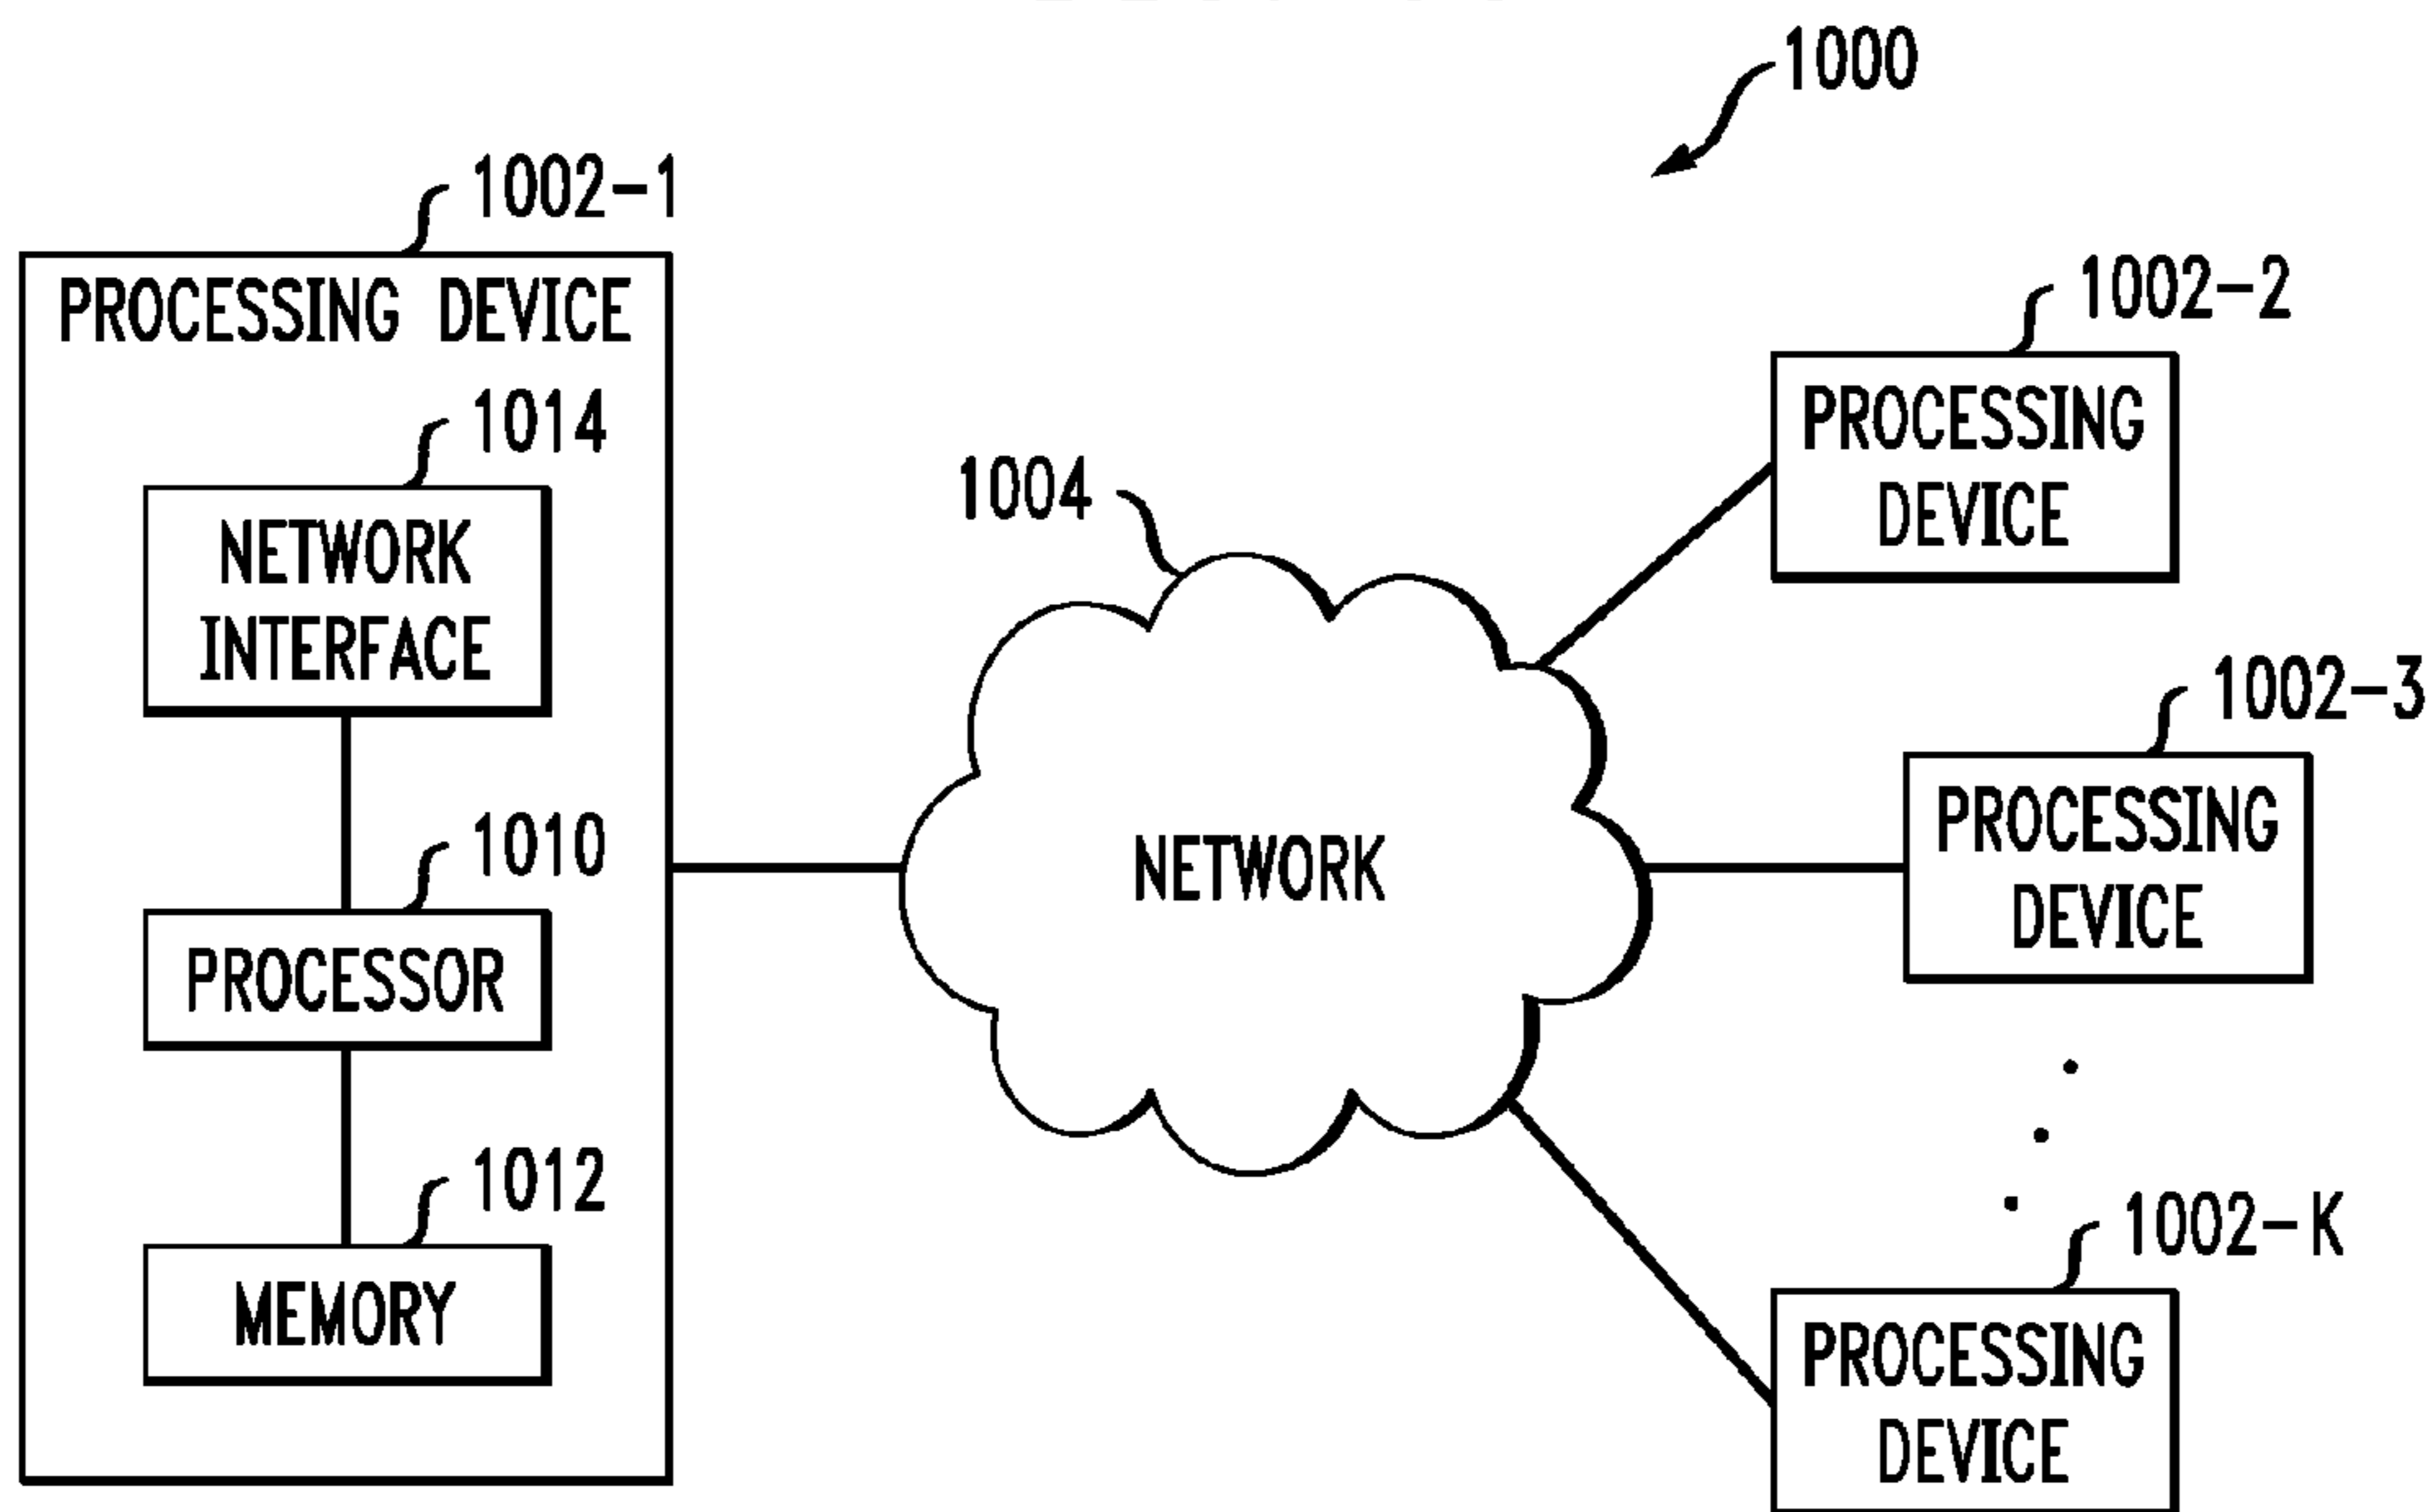 1000
1002-1
PROCESSING DEVICE
1014
NETWORK
INTERFACE
1010
PROCESSOR
1012
MEMORY
1004
NETWORK
1002-2
PROCESSING
DEVICE
1002-3
PROCESSING
DEVICE
1002-K
PROCESSING
DEVICE